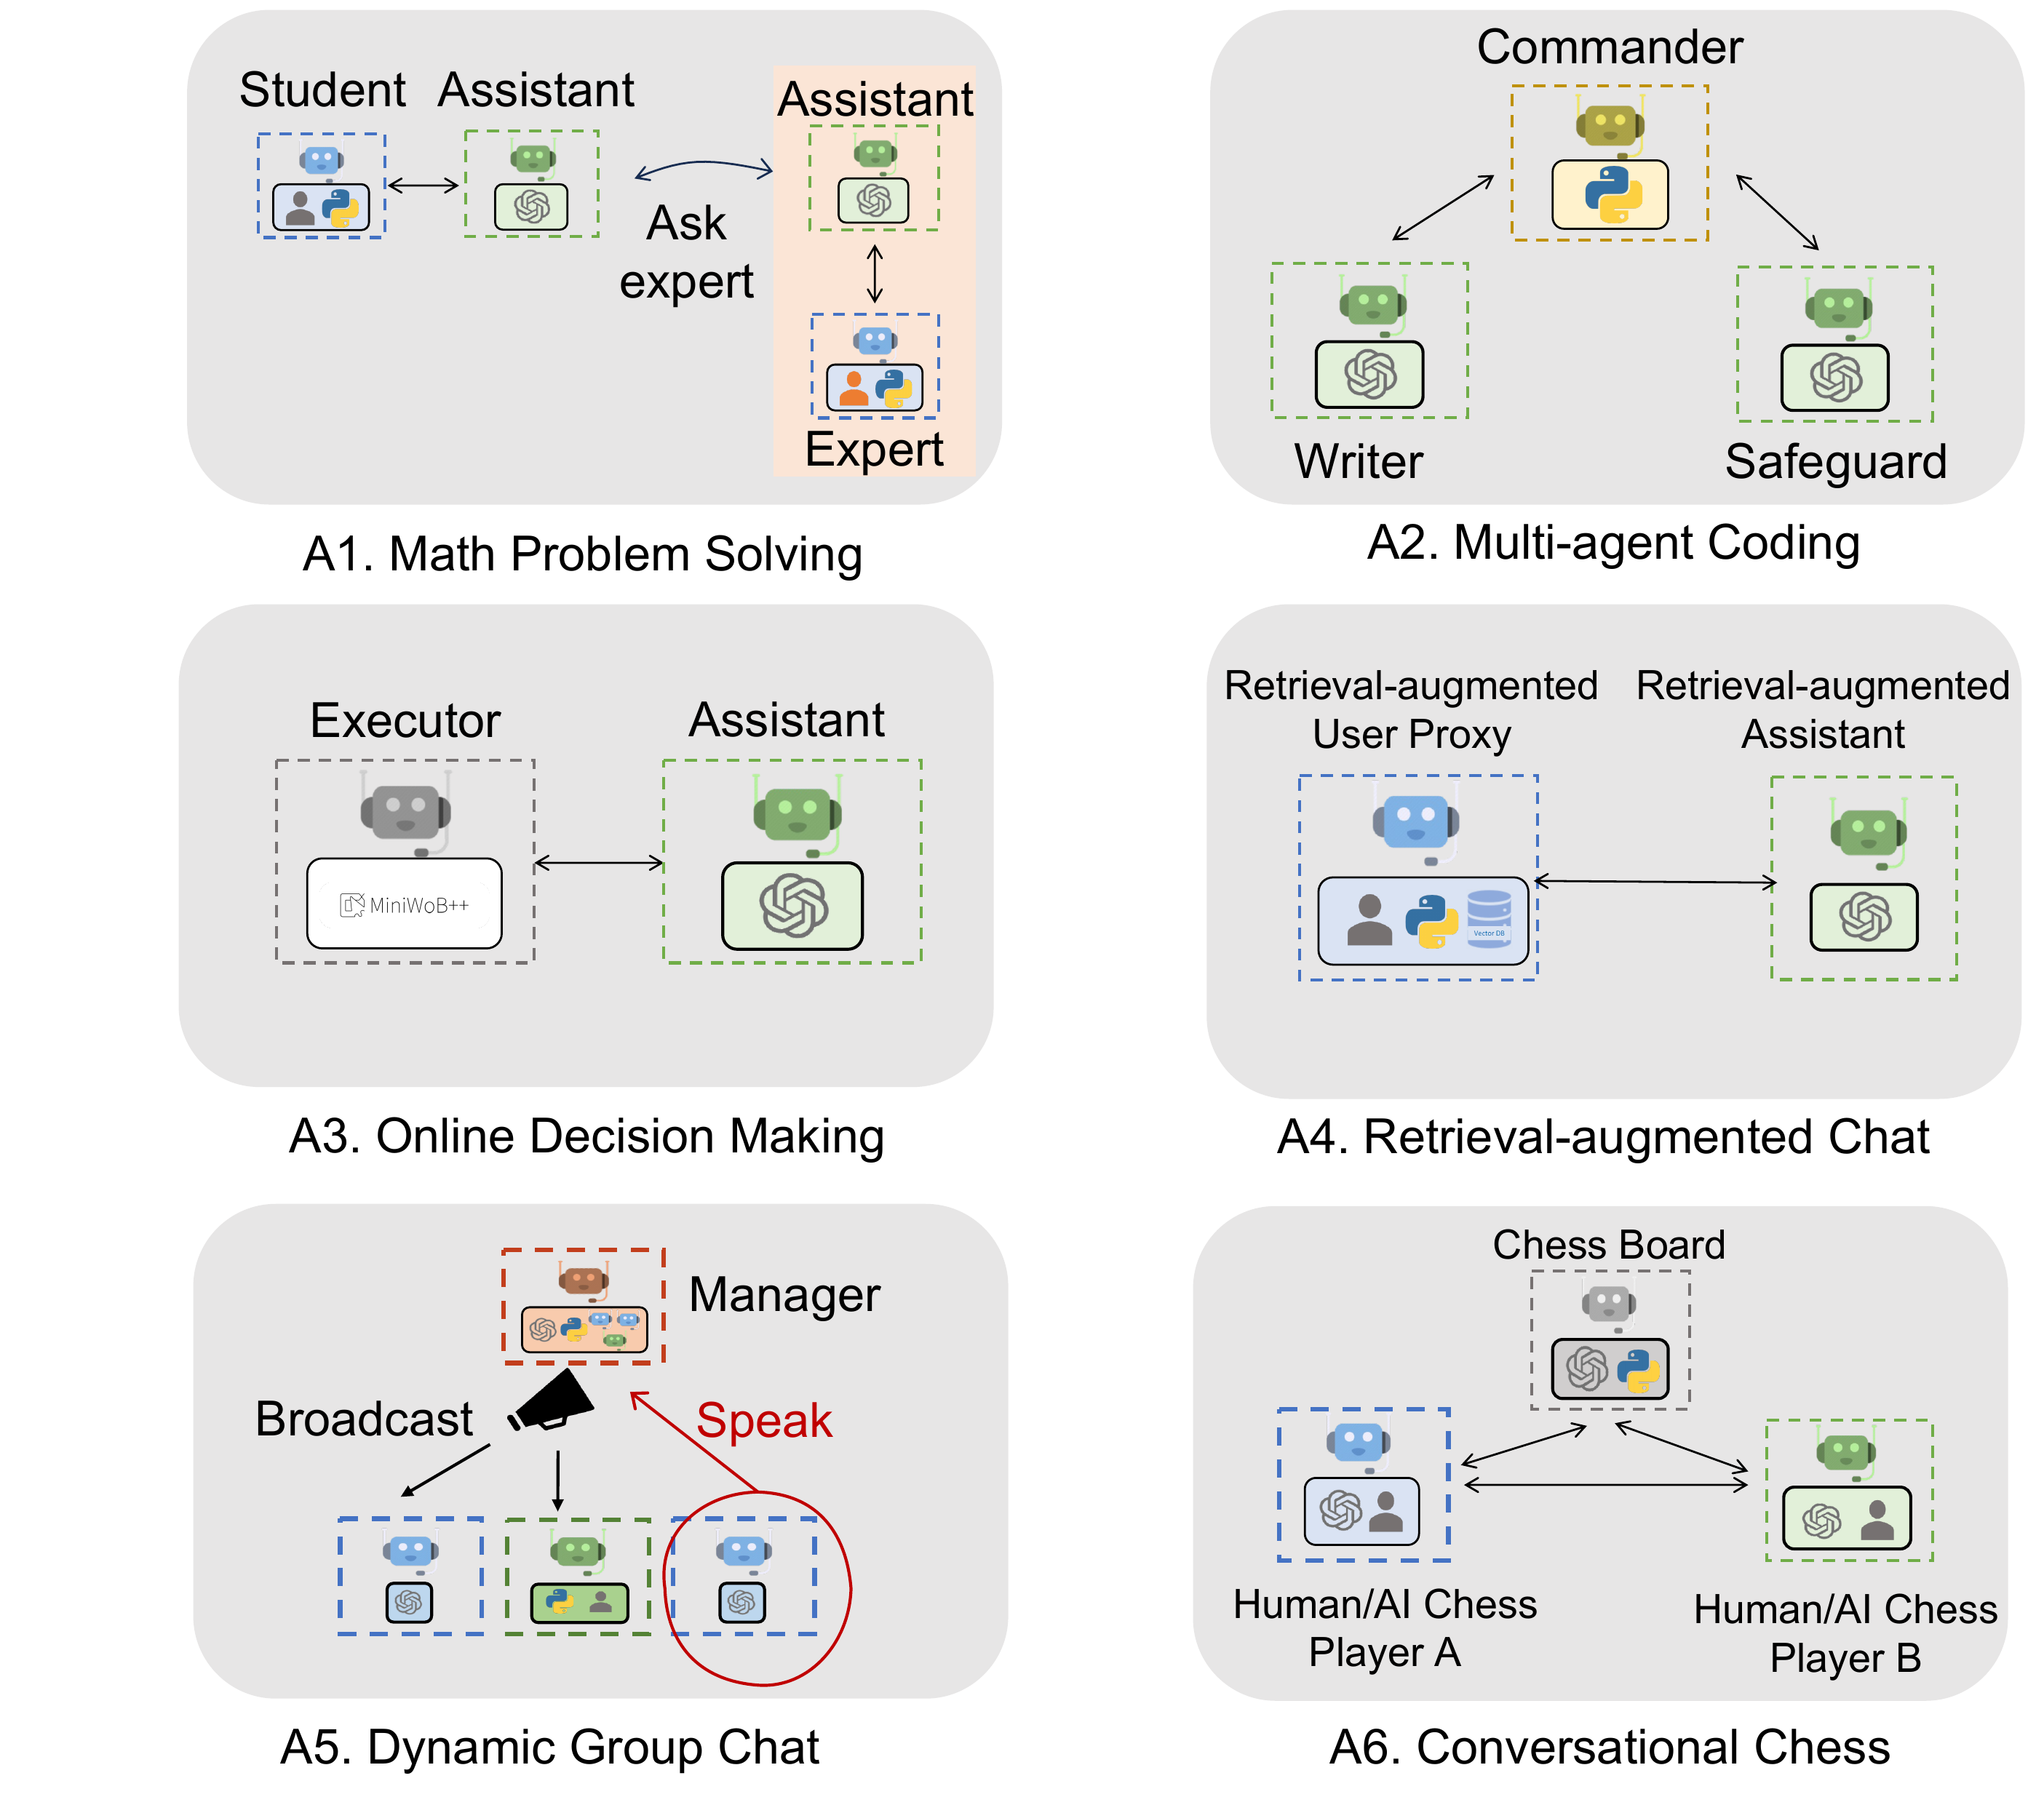 Student
Assistant
Assistant
Ask
expert
Expert
A1. Math Problem Solving
Commander
Writer
Safeguard
A2. Multi-agent Coding
Executor
Assistant
MiniWoB++
A3. Online Decision Making
Retrieval-augmented
User Proxy
Retrieval-augmented
Assistant
Vector DB
A4. Retrieval-augmented Chat
Manager
Broadcast
Speak
A5. Dynamic Group Chat
Chess Board
Human/AI Chess
Player A
Human/AI Chess
Player B
A6. Conversational Chess